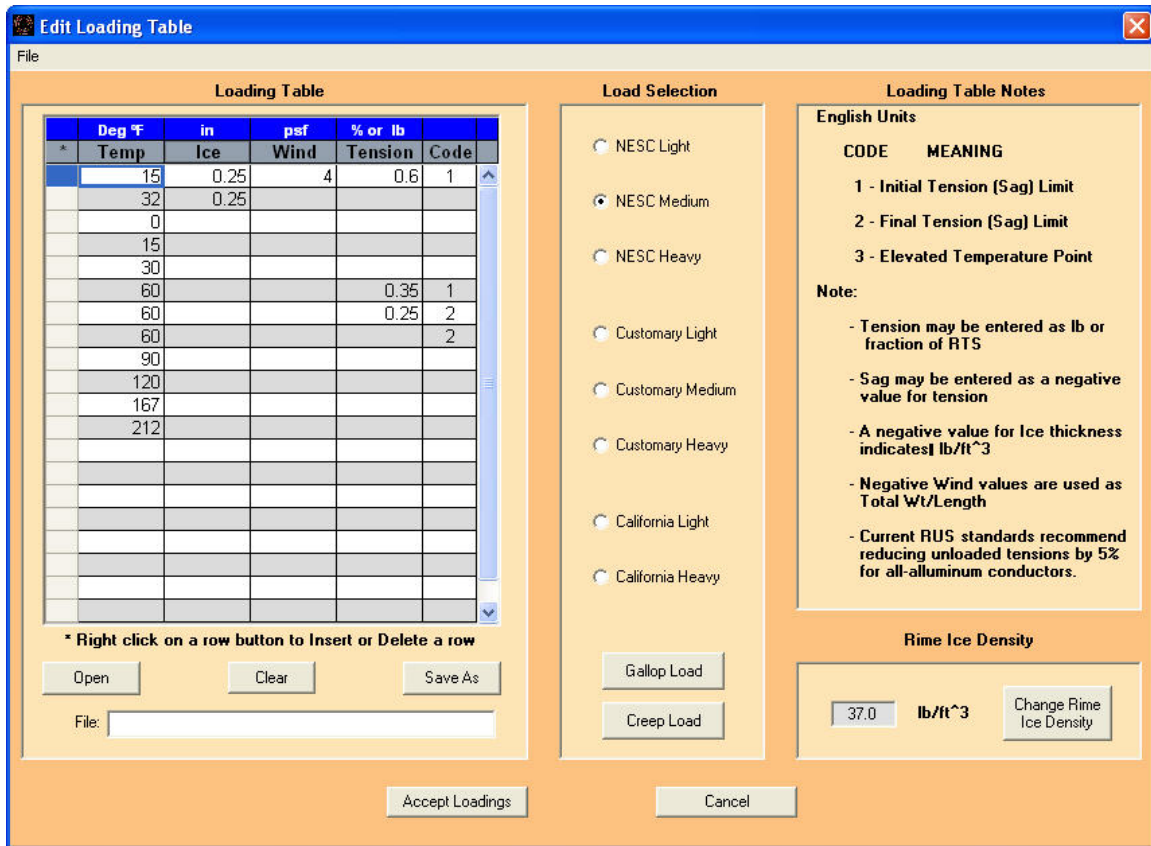 Edit Loading Table
File
Loading Table
Deg °F in psf % or lb
* Temp Ice Wind Tension Code
15 0.25 4 0.6 1
32 0.25
0
15
30
60 0.35 1
60 0.25 2
60 2
90
120
167
212
* Right click on a row button to Insert or Delete a row
Open Clear Save As
File:
Load Selection
NESC Light
NESC Medium
NESC Heavy
Customary Light
Customary Medium
Customary Heavy
California Light
California Heavy
Gallop Load
Creep Load
Loading Table Notes
English Units
CODE MEANING
1 - Initial Tension (Sag) Limit
2 - Final Tension (Sag) Limit
3 - Elevated Temperature Point
Note:
- Tension may be entered as lb or
fraction of RTS
- Sag may be entered as a negative
value for tension
- A negative value for Ice thickness
indicates lb/ft^3
- Negative Wind values are used as
Total Wt/Length
- Current RUS standards recommend
reducing unloaded tensions by 5%
for all-alluminum conductors.
Rime Ice Density
37.0 lb/ft^3
Change Rime
Ice Density
Accept Loadings Cancel